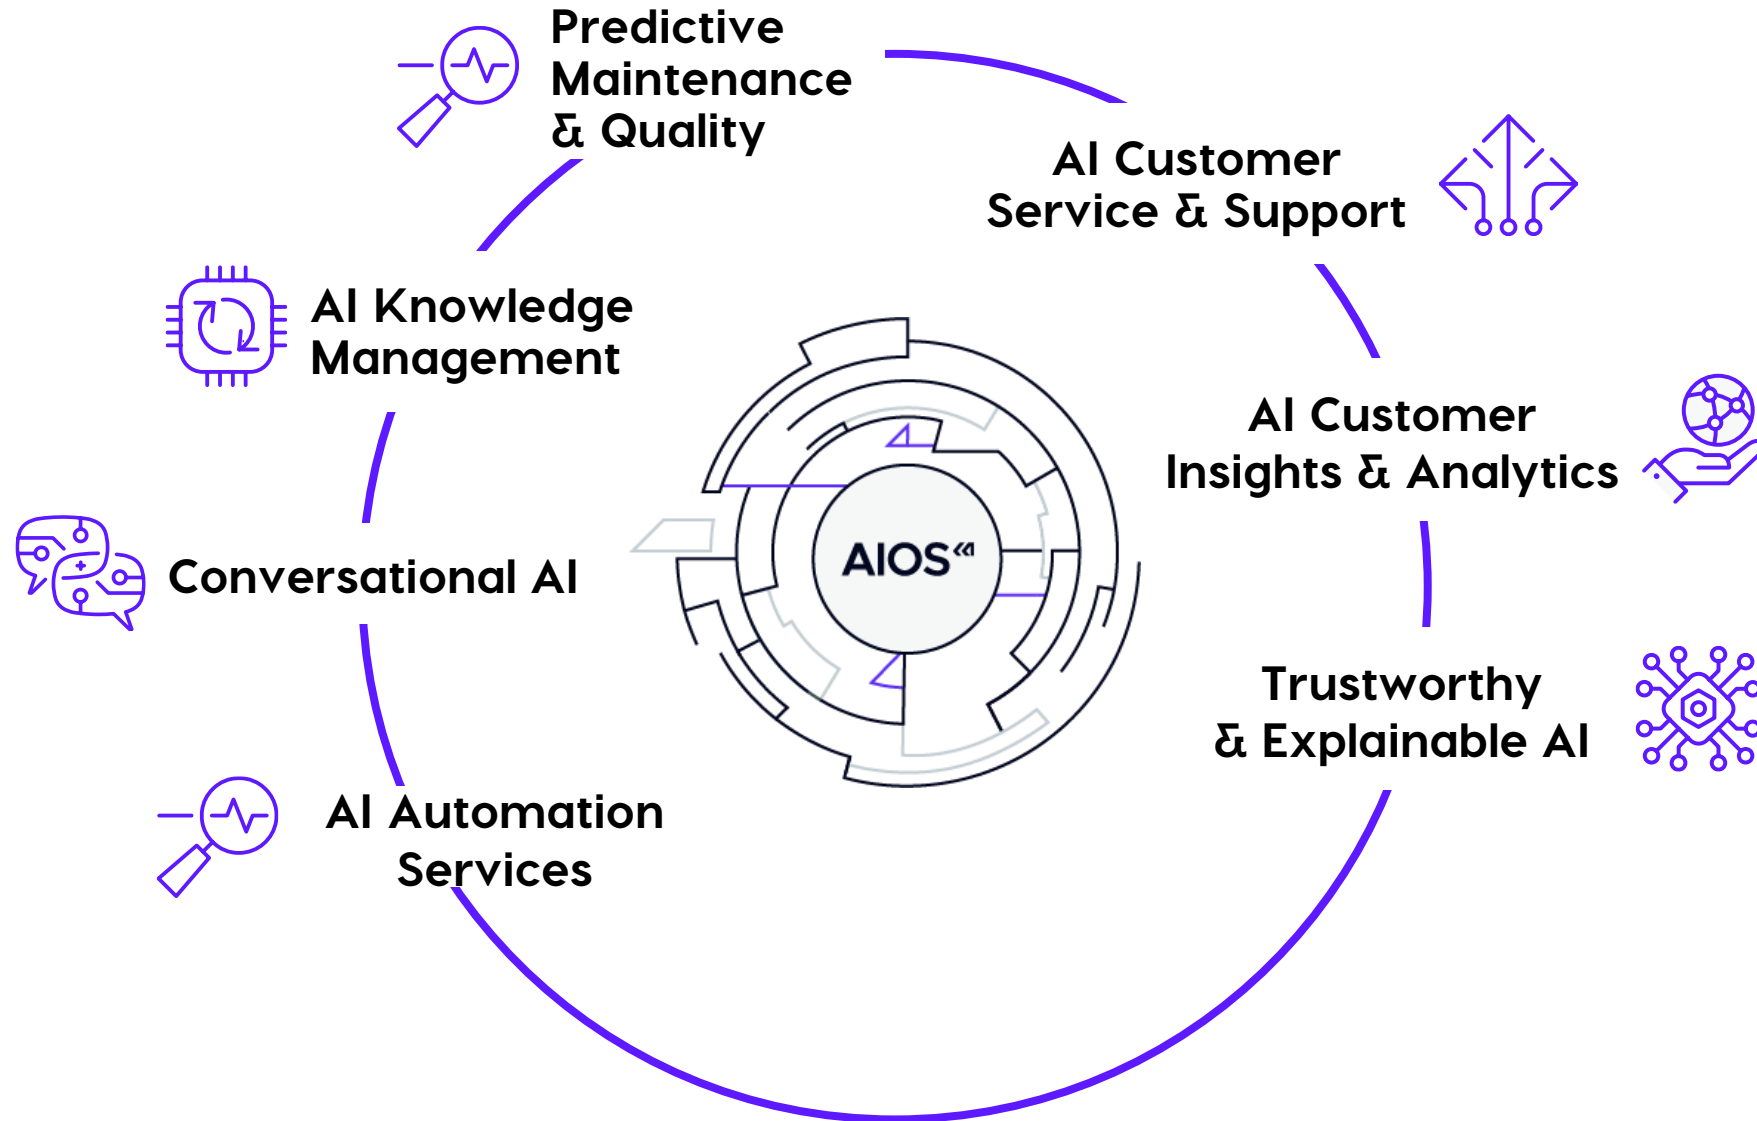 Predictive
Maintenance
& Quality
AI Customer
Service & Support
AI Knowledge
Management
AI Customer
Insights & Analytics
Conversational AI
AIOS
Trustworthy
& Explainable AI
AI Automation
Services